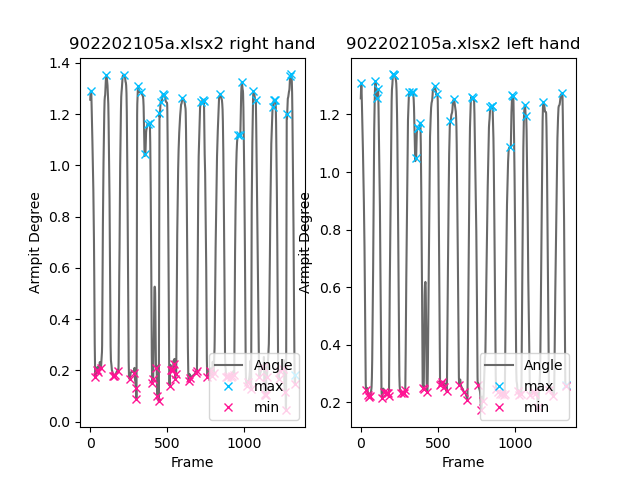 902202105a.xlsx2 right hand
1.4
1.2
1.0
0.8
0.6
0.4
0.2
0.0
Armpit Degree
0
500
1000
Frame
Angle
max
min
902202105a.xlsx2 left hand
1.2
1.0
0.8
0.6
0.4
0.2
Armpit Degree
0
500
1000
Frame
Angle
max
min